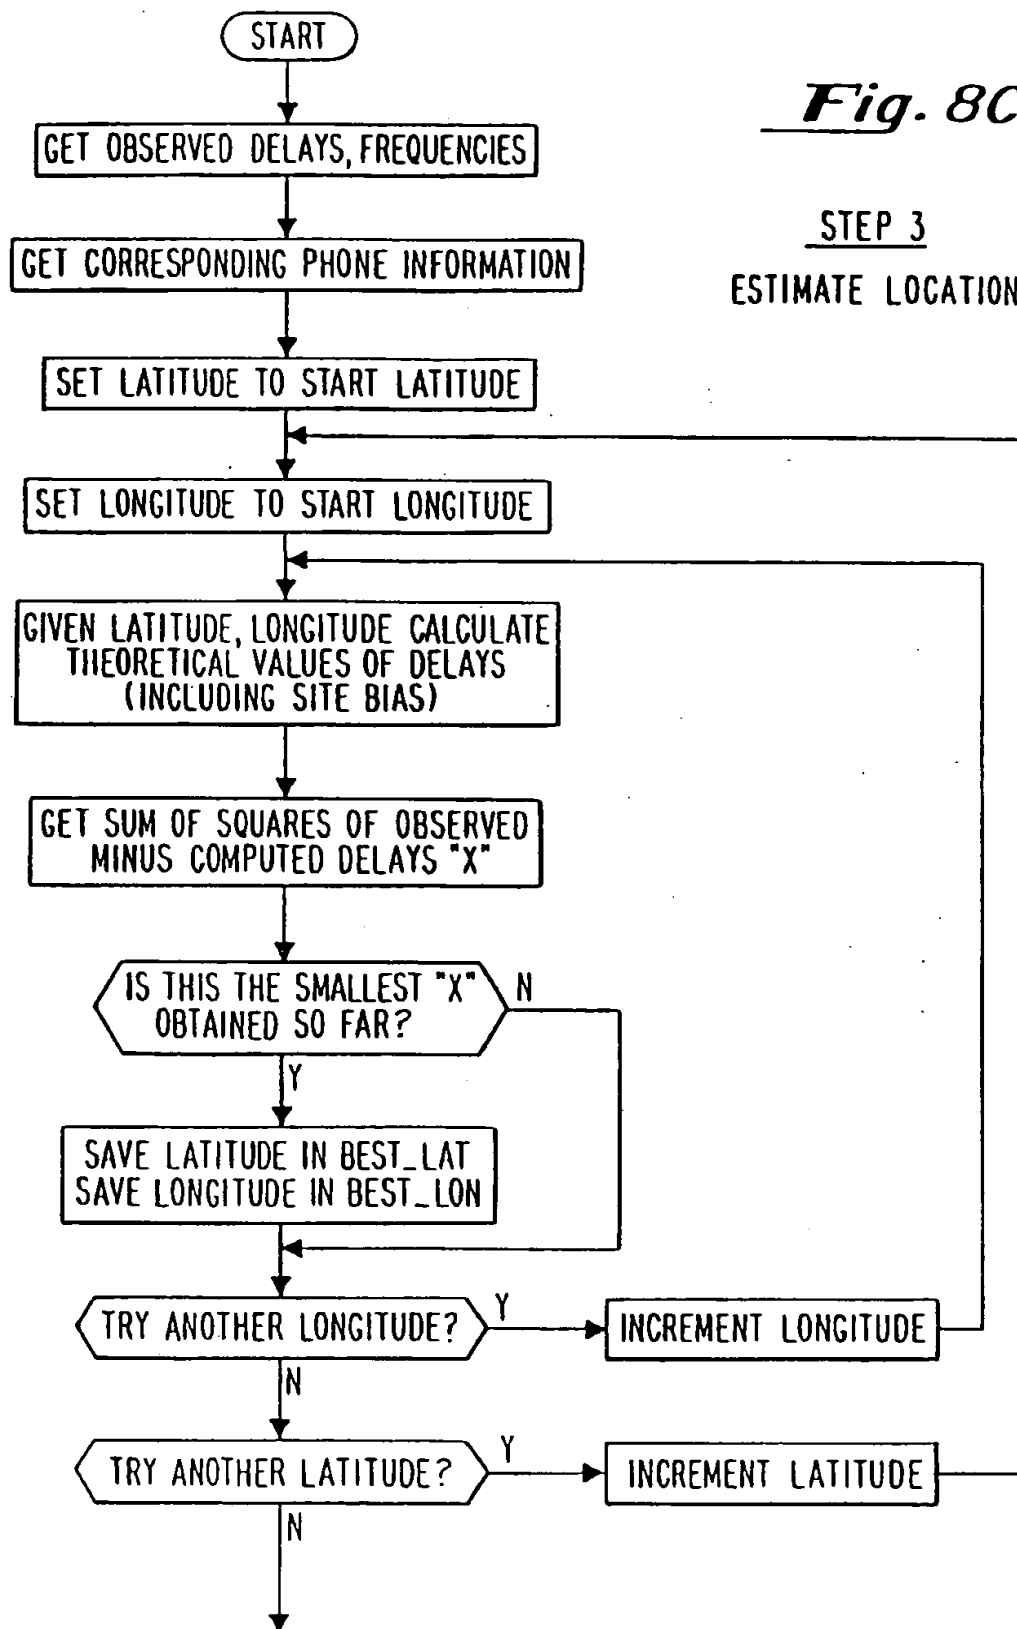 START
Fig. 8C
GET OBSERVED DELAYS, FREQUENCIES
STEP 3
GET CORRESPONDING PHONE INFORMATION
ESTIMATE LOCATION
SET LATITUDE TO START LATITUDE
SET LONGITUDE TO START LONGITUDE
GIVEN LATITUDE, LONGITUDE CALCULATE
THEORETICAL VALUES OF DELAYS
(INCLUDING SITE BIAS)
GET SUM OF SQUARES OF OBSERVED
MINUS COMPUTED DELAYS "X"
IS THIS THE SMALLEST "X"
OBTAINED SO FAR?
N
Y
SAVE LATITUDE IN BEST_LAT
SAVE LONGITUDE IN BEST_LON
TRY ANOTHER LONGITUDE?
Y
INCREMENT LONGITUDE
N
TRY ANOTHER LATITUDE?
Y
INCREMENT LATITUDE
N